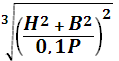 ∛((H² + B²) / (0,1P))²